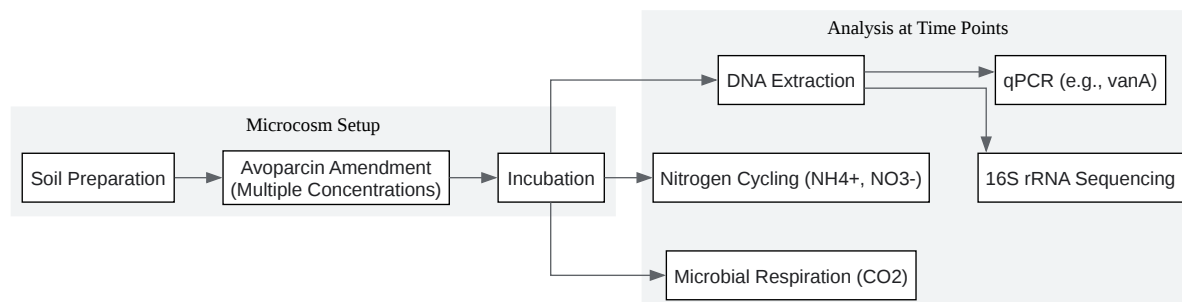 Analysis at Time Points
DNA Extraction
qPCR (e.g., vanA)
Microcosm Setup
Soil Preparation
Avoparcin Amendment
(Multiple Concentrations)
Incubation
Nitrogen Cycling (NH4+, NO3-)
16S rRNA Sequencing
Microbial Respiration (CO2)